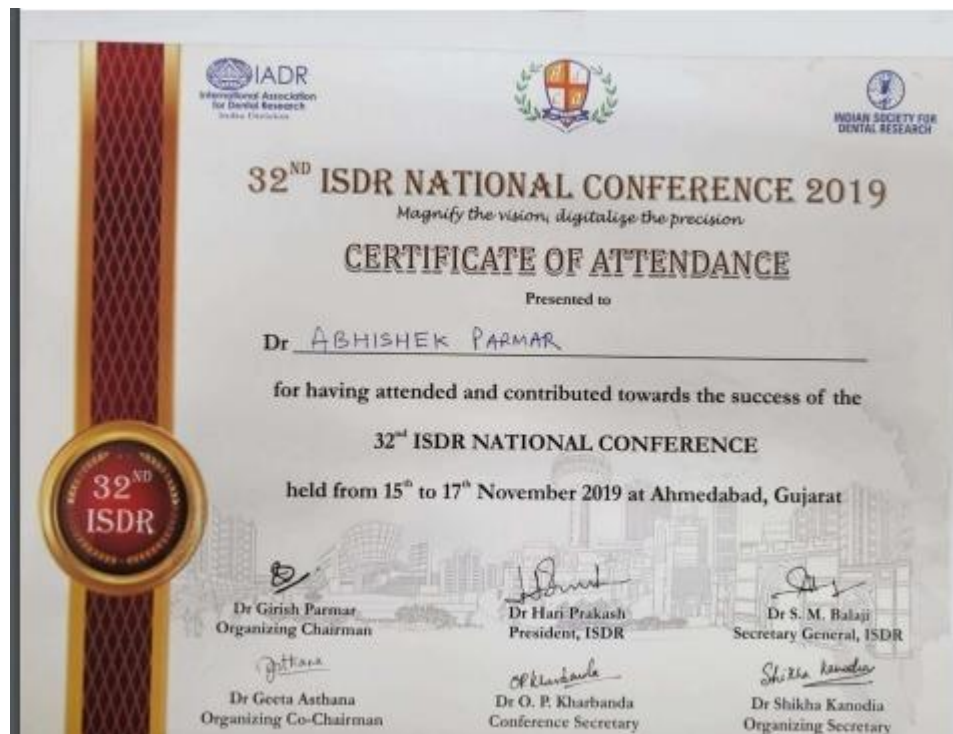 IADR
International Association
for Dental Research
India Division
INDIAN SOCIETY FOR
DENTAL RESEARCH
32ND ISDR NATIONAL CONFERENCE 2019
Magnify the vision, digitalize the precision
CERTIFICATE OF ATTENDANCE
Presented to
Dr ABHISHEK PARMAR
for having attended and contributed towards the success of the
32nd ISDR NATIONAL CONFERENCE
held from 15th to 17th November 2019 at Ahmedabad, Gujarat
32ND
ISDR
Dr Girish Parmar
Organizing Chairman
Dr Hari Prakash
President, ISDR
Dr S. M. Balaji
Secretary General, ISDR
Asthana
OPKharbanda
Shikha Kanodia
Dr Geeta Asthana
Organizing Co-Chairman
Dr O. P. Kharbanda
Conference Secretary
Dr Shikha Kanodia
Organizing Secretary